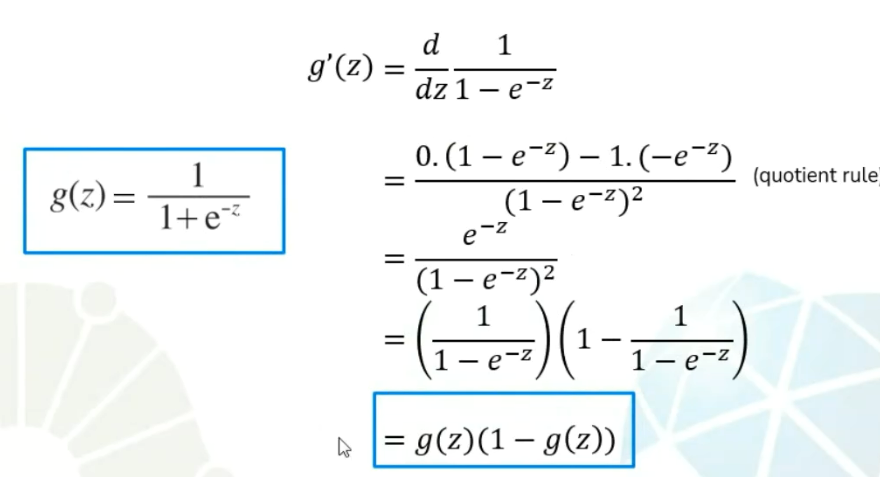 g'(z) = d/dz 1/(1 − e^−z)
g(z) = 1/(1+e^-z)
= (0.(1 − e^−z) − 1.(−e^−z))/(1 − e^−z)² (quotient rule
= e^−z/(1 − e^−z)²
= (1/(1 − e^−z))(1 − 1/(1 − e^−z))
= g(z)(1 − g(z))